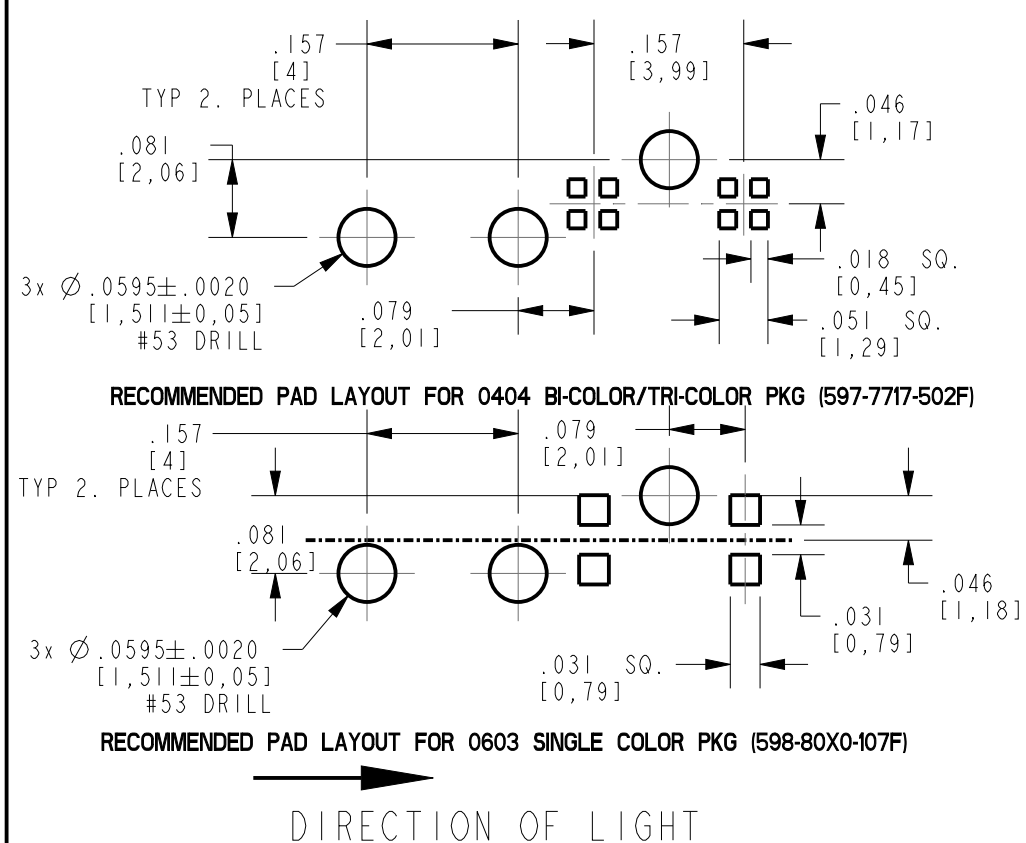 .157
[4]
TYP 2. PLACES
.157
[3,99]
.046
[1,17]
.081
[2,06]
3x Ø .0595±.0020
[1,511±0,05]
#53 DRILL
.079
[2,01]
.018 SQ.
[0,45]
.051 SQ.
[1,29]
RECOMMENDED PAD LAYOUT FOR 0404 BI-COLOR/TRI-COLOR PKG (597-7717-502F)
.157
[4]
TYP 2. PLACES
.079
[2,01]
.081
[2,06]
.046
[1,18]
.031
[0,79]
3x Ø .0595±.0020
[1,511±0,05]
#53 DRILL
.031 SQ.
[0,79]
RECOMMENDED PAD LAYOUT FOR 0603 SINGLE COLOR PKG (598-80X0-107F)
DIRECTION OF LIGHT